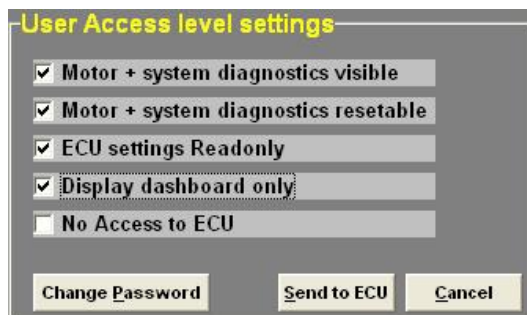 User Access level settings
Motor + system diagnostics visible
Motor + system diagnostics resetable
ECU settings Readonly
Display dashboard only
No Access to ECU
Change Password Send to ECU Cancel